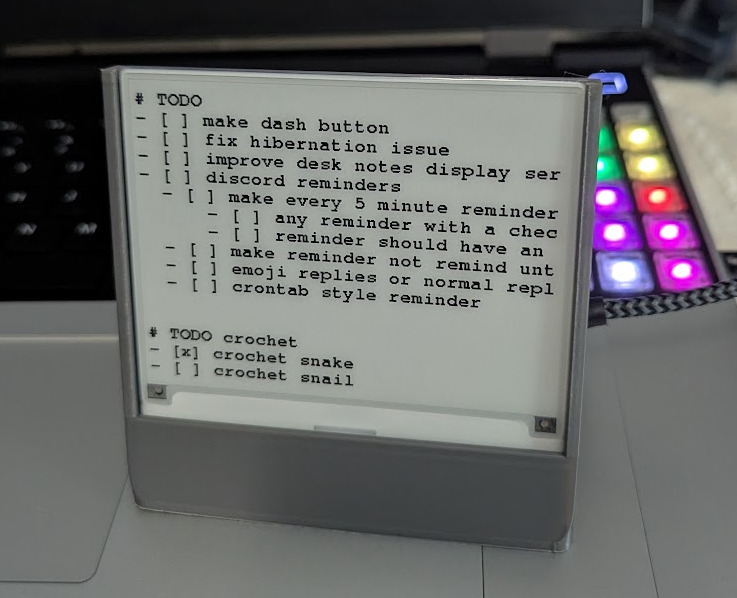 # TODO
- [ ] make dash button
- [ ] fix hibernation issue
- [ ] improve desk notes display ser
- [ ] discord reminders
  - [ ] make every 5 minute reminder
    - [ ] any reminder with a chec
    - [ ] reminder should have an
  - [ ] make reminder not remind unt
  - [ ] emoji replies or normal repl
  - [ ] crontab style reminder

# TODO crochet
- [x] crochet snake
- [ ] crochet snail